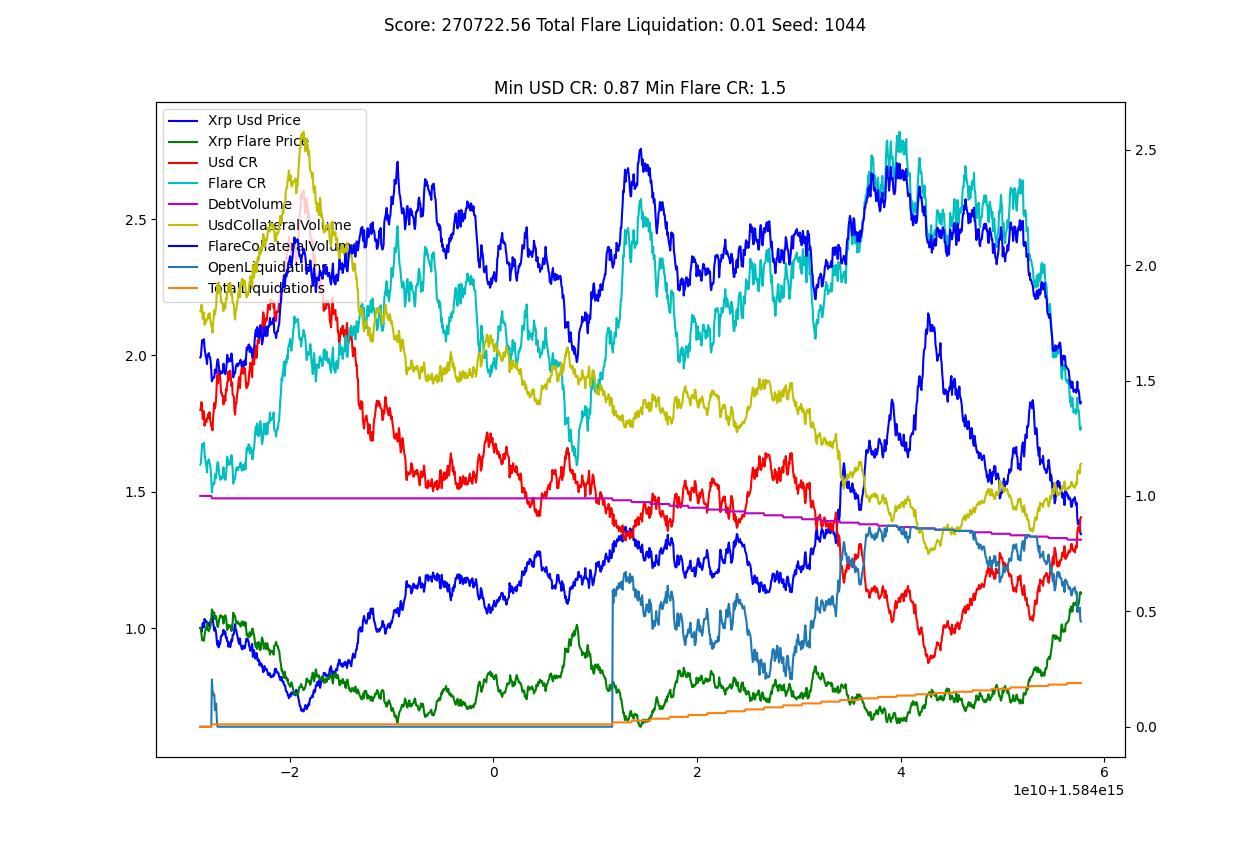 Score: 270722.56 Total Flare Liquidation: 0.01 Seed: 1044
Min USD CR: 0.87 Min Flare CR: 1.5
Xrp Usd Price
Xrp Flare Price
Usd CR
Flare CR
DebtVolume
UsdCollateralVolume
FlareCollateralVolume
OpenLiquidations
TotalLiquidations
2.5
2.0
1.5
1.0
2.5
2.0
1.5
1.0
0.5
0.0
−2
0
2
4
6
1e10+1.584e15